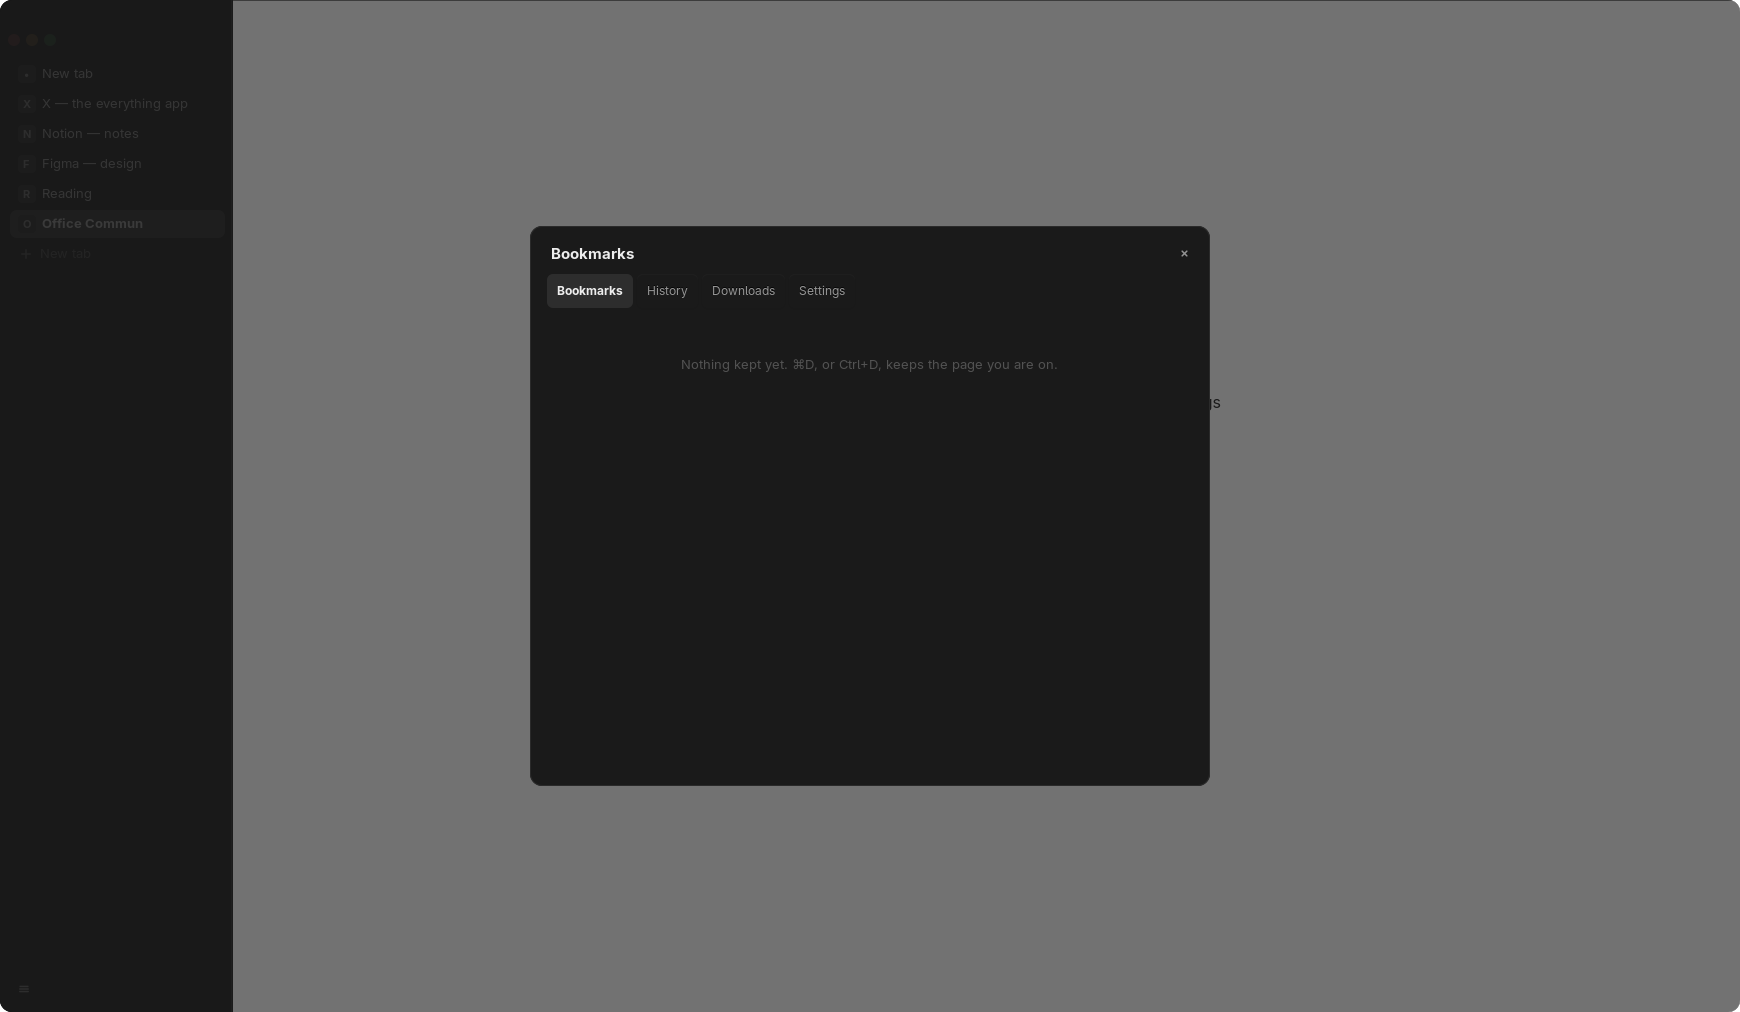 New tab
X X — the everything app
N Notion — notes
F Figma — design
R Reading
O Office Commun
+ New tab
Bookmarks
×
Bookmarks History Downloads Settings
Nothing kept yet. ⌘D, or Ctrl+D, keeps the page you are on.
gs